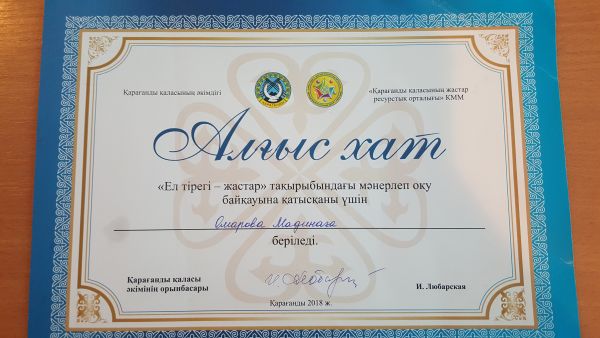 Қарағанды қаласының әкімдігі
«Қарағанды қаласының жастар
ресурстық орталығы» КММ
Алғыс хат
«Ел тірегі – жастар» тақырыбындағы мәнерлеп оқу
байқауына қатысқаны үшін
Омарова Мадинаға
беріледі.
Қарағанды қаласы
әкімінің орынбасары
И. Любарская
Қарағанды 2018 ж.